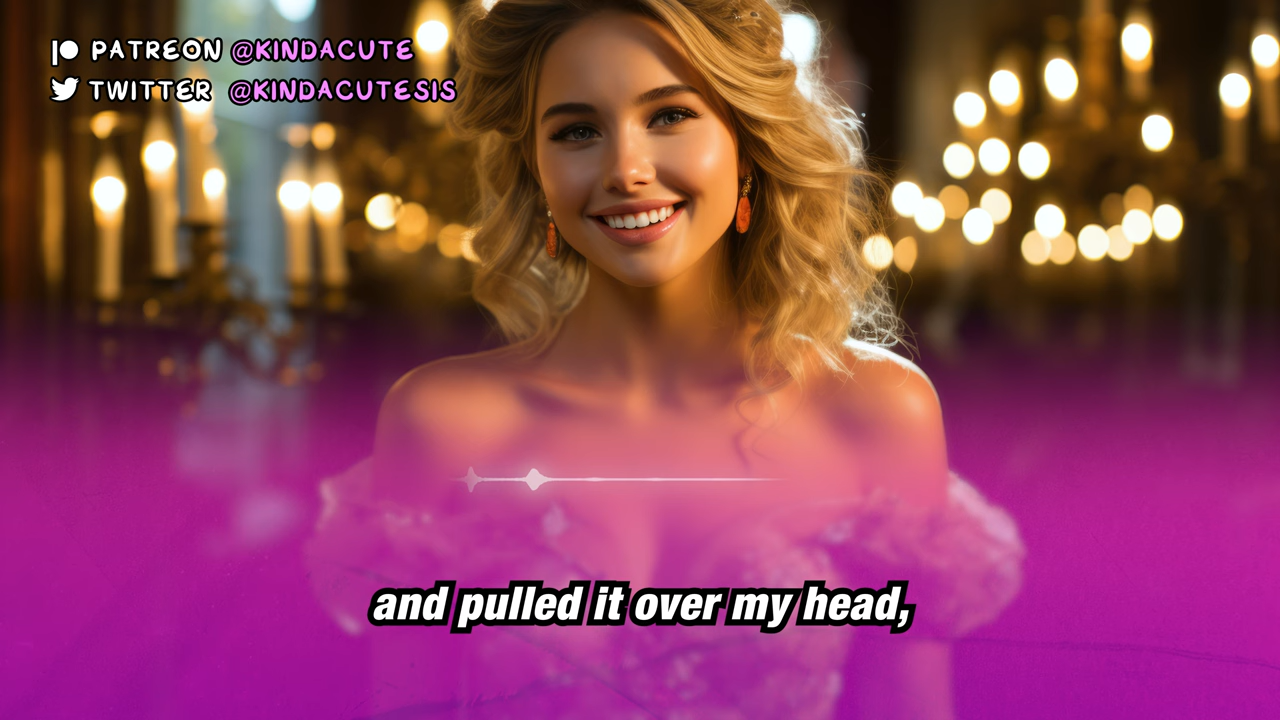 PATREON @KINDACUTE
TWITTER @KINDACUTESIS
and pulled it over my head,